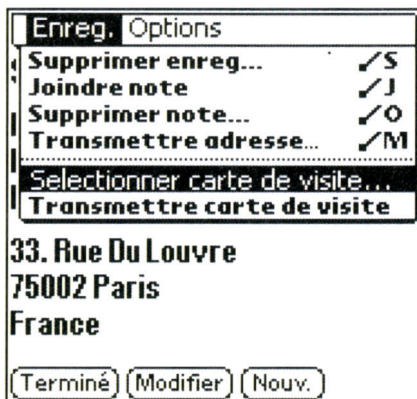 Enreg. Options
Supprimer enreg... ⁄S
Joindre note ⁄J
Supprimer note... ⁄O
Transmettre adresse... ⁄M
Selectionner carte de visite...
Transmettre carte de visite
33. Rue Du Louvre
75002 Paris
France
Terminé Modifier Nouv.